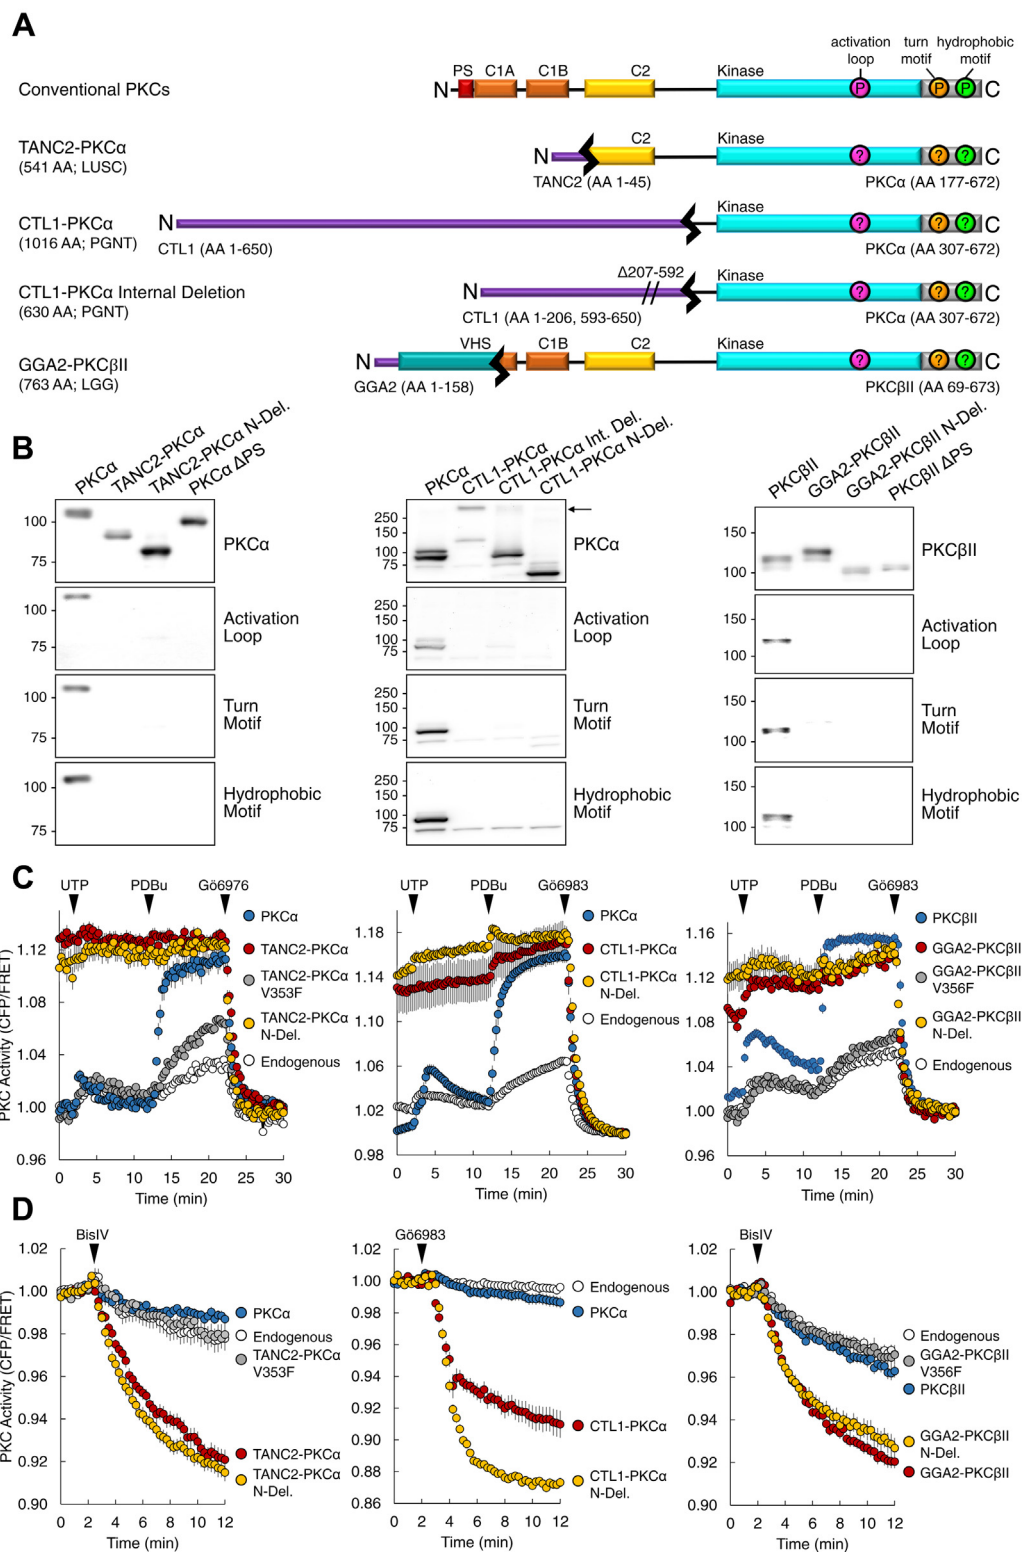 A
activation loop
turn motif
hydrophobic motif
Conventional PKCs
N
PS
C1A
C1B
C2
Kinase
P
P
P
C
TANC2-PKCα
(541 AA; LUSC)
N
C2
Kinase
?
?
?
C
TANC2 (AA 1-45)
PKCα (AA 177-672)
CTL1-PKCα
(1016 AA; PGNT)
N
Kinase
?
?
?
C
CTL1 (AA 1-650)
PKCα (AA 307-672)
CTL1-PKCα Internal Deletion
(630 AA; PGNT)
N
Δ207-592
Kinase
?
?
?
C
CTL1 (AA 1-206, 593-650)
PKCα (AA 307-672)
GGA2-PKCβII
(763 AA; LGG)
N
VHS
C1B
C2
Kinase
?
?
?
C
GGA2 (AA 1-158)
PKCβII (AA 69-673)
B
PKCα
TANC2-PKCα
TANC2-PKCα N-Del.
PKCα ΔPS
100
75
PKCα
100
75
Activation
Loop
100
75
Turn
Motif
100
75
Hydrophobic
Motif
PKCα
CTL1-PKCα
CTL1-PKCα Int. Del.
CTL1-PKCα N-Del.
250
150
100
75
PKCα
250
150
100
75
Activation
Loop
250
150
100
75
Turn
Motif
250
150
100
75
Hydrophobic
Motif
PKCβII
GGA2-PKCβII
GGA2-PKCβII N-Del.
PKCβII ΔPS
150
100
PKCβII
150
100
Activation
Loop
150
100
Turn
Motif
150
100
Hydrophobic
Motif
C
PKC Activity (CFP/FRET)
UTP
PDBu
Gö6976
1.12
1.08
1.04
1.00
0.96
0 5 10 15 20 25 30
Time (min)
PKCα
TANC2-PKCα
TANC2-PKCα
V353F
TANC2-PKCα
N-Del.
Endogenous
UTP
PDBu
Gö6983
1.18
1.14
1.10
1.06
1.02
0.98
0 5 10 15 20 25 30
Time (min)
PKCα
CTL1-PKCα
CTL1-PKCα
N-Del.
Endogenous
UTP
PDBu
Gö6983
1.16
1.12
1.08
1.04
1.00
0.96
0 5 10 15 20 25 30
Time (min)
PKCβII
GGA2-PKCβII
GGA2-PKCβII
V356F
GGA2-PKCβII
N-Del.
Endogenous
D
PKC Activity (CFP/FRET)
BisIV
1.02
1.00
0.98
0.96
0.94
0.92
0.90
0 2 4 6 8 10 12
Time (min)
PKCα
Endogenous
TANC2-PKCα
V353F
TANC2-PKCα
TANC2-PKCα
N-Del.
Gö6983
1.02
1.00
0.98
0.96
0.94
0.92
0.90
0.88
0.86
0 2 4 6 8 10 12
Time (min)
Endogenous
PKCα
CTL1-PKCα
CTL1-PKCα
N-Del.
BisIV
1.02
1.00
0.98
0.96
0.94
0.92
0.90
0 2 4 6 8 10 12
Time (min)
Endogenous
GGA2-PKCβII
V356F
PKCβII
GGA2-PKCβII
N-Del.
GGA2-PKCβII